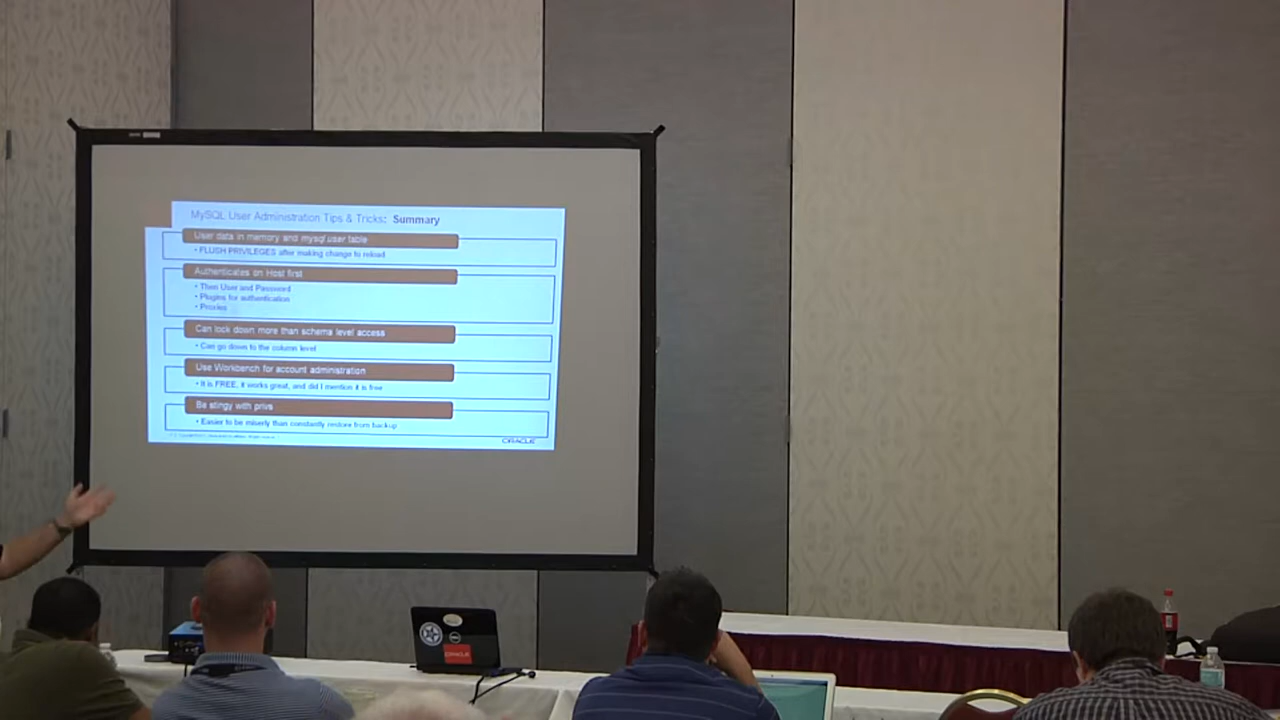 MySQL User Administration Tips & Tricks: Summary
User data in memory and mysql.user table
• FLUSH PRIVILEGES after making change to reload
Authenticates on Host first
• Then User and Password
• Plugins for authentication
• Proxies
Can lock down more than schema level access
• Can go down to the column level
Use Workbench for account administration
• It is FREE, it works great, and did I mention it is free
Be stingy with privs
• Easier to be miserly than constantly restore from backup
ORACLE
DELL
ORACLE